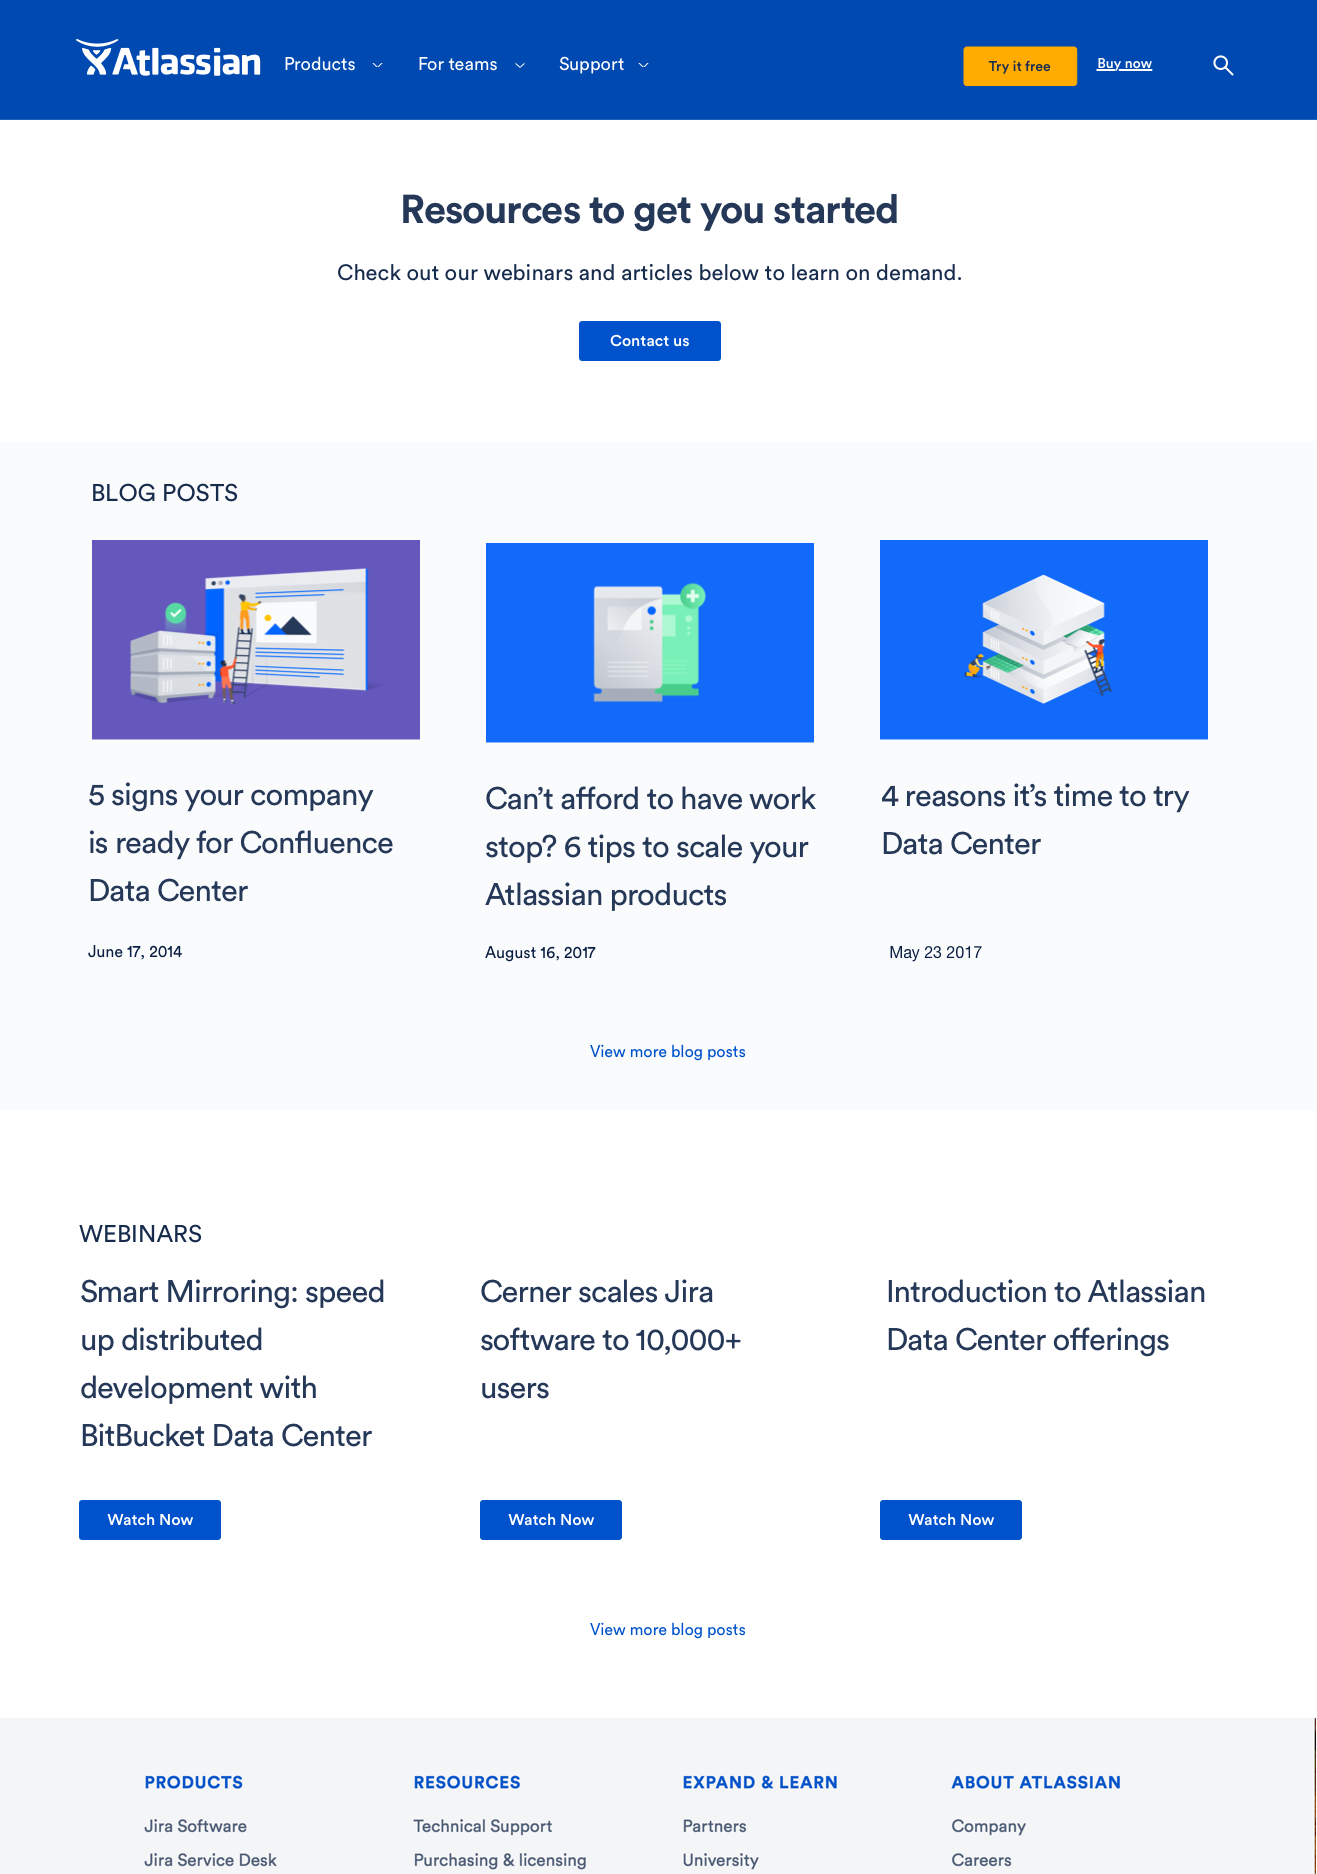 Atlassian
Products
For teams
Support
Try it free
Buy now
Resources to get you started
Check out our webinars and articles below to learn on demand.
Contact us
BLOG POSTS
5 signs your company
is ready for Confluence
Data Center
June 17, 2014
Can’t afford to have work
stop? 6 tips to scale your
Atlassian products
August 16, 2017
4 reasons it’s time to try
Data Center
May 23 2017
View more blog posts
WEBINARS
Smart Mirroring: speed
up distributed
development with
BitBucket Data Center
Watch Now
Cerner scales Jira
software to 10,000+
users
Watch Now
Introduction to Atlassian
Data Center offerings
Watch Now
View more blog posts
PRODUCTS
Jira Software
Jira Service Desk
RESOURCES
Technical Support
Purchasing & licensing
EXPAND & LEARN
Partners
University
ABOUT ATLASSIAN
Company
Careers